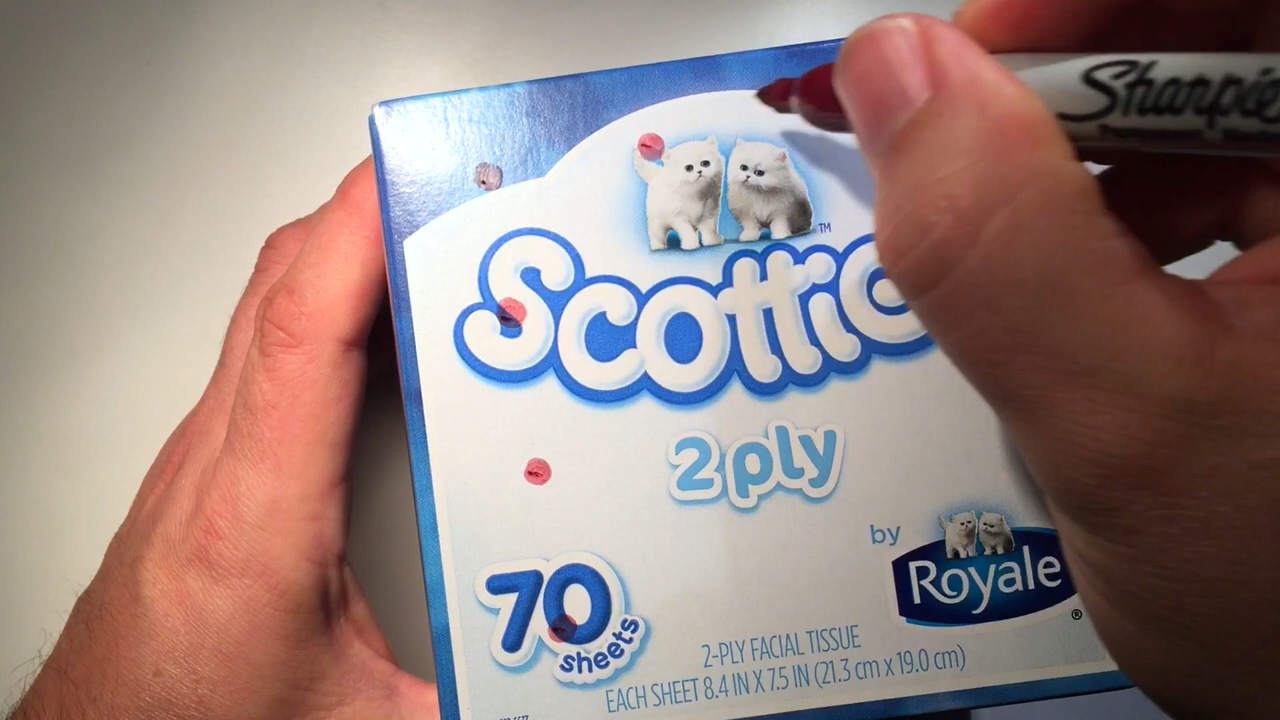 Sharpie
TM
Scottie
2 ply
by
Royale
®
70
sheets
2-PLY FACIAL TISSUE
EACH SHEET 8.4 IN X 7.5 IN (21.3 cm x 19.0 cm)